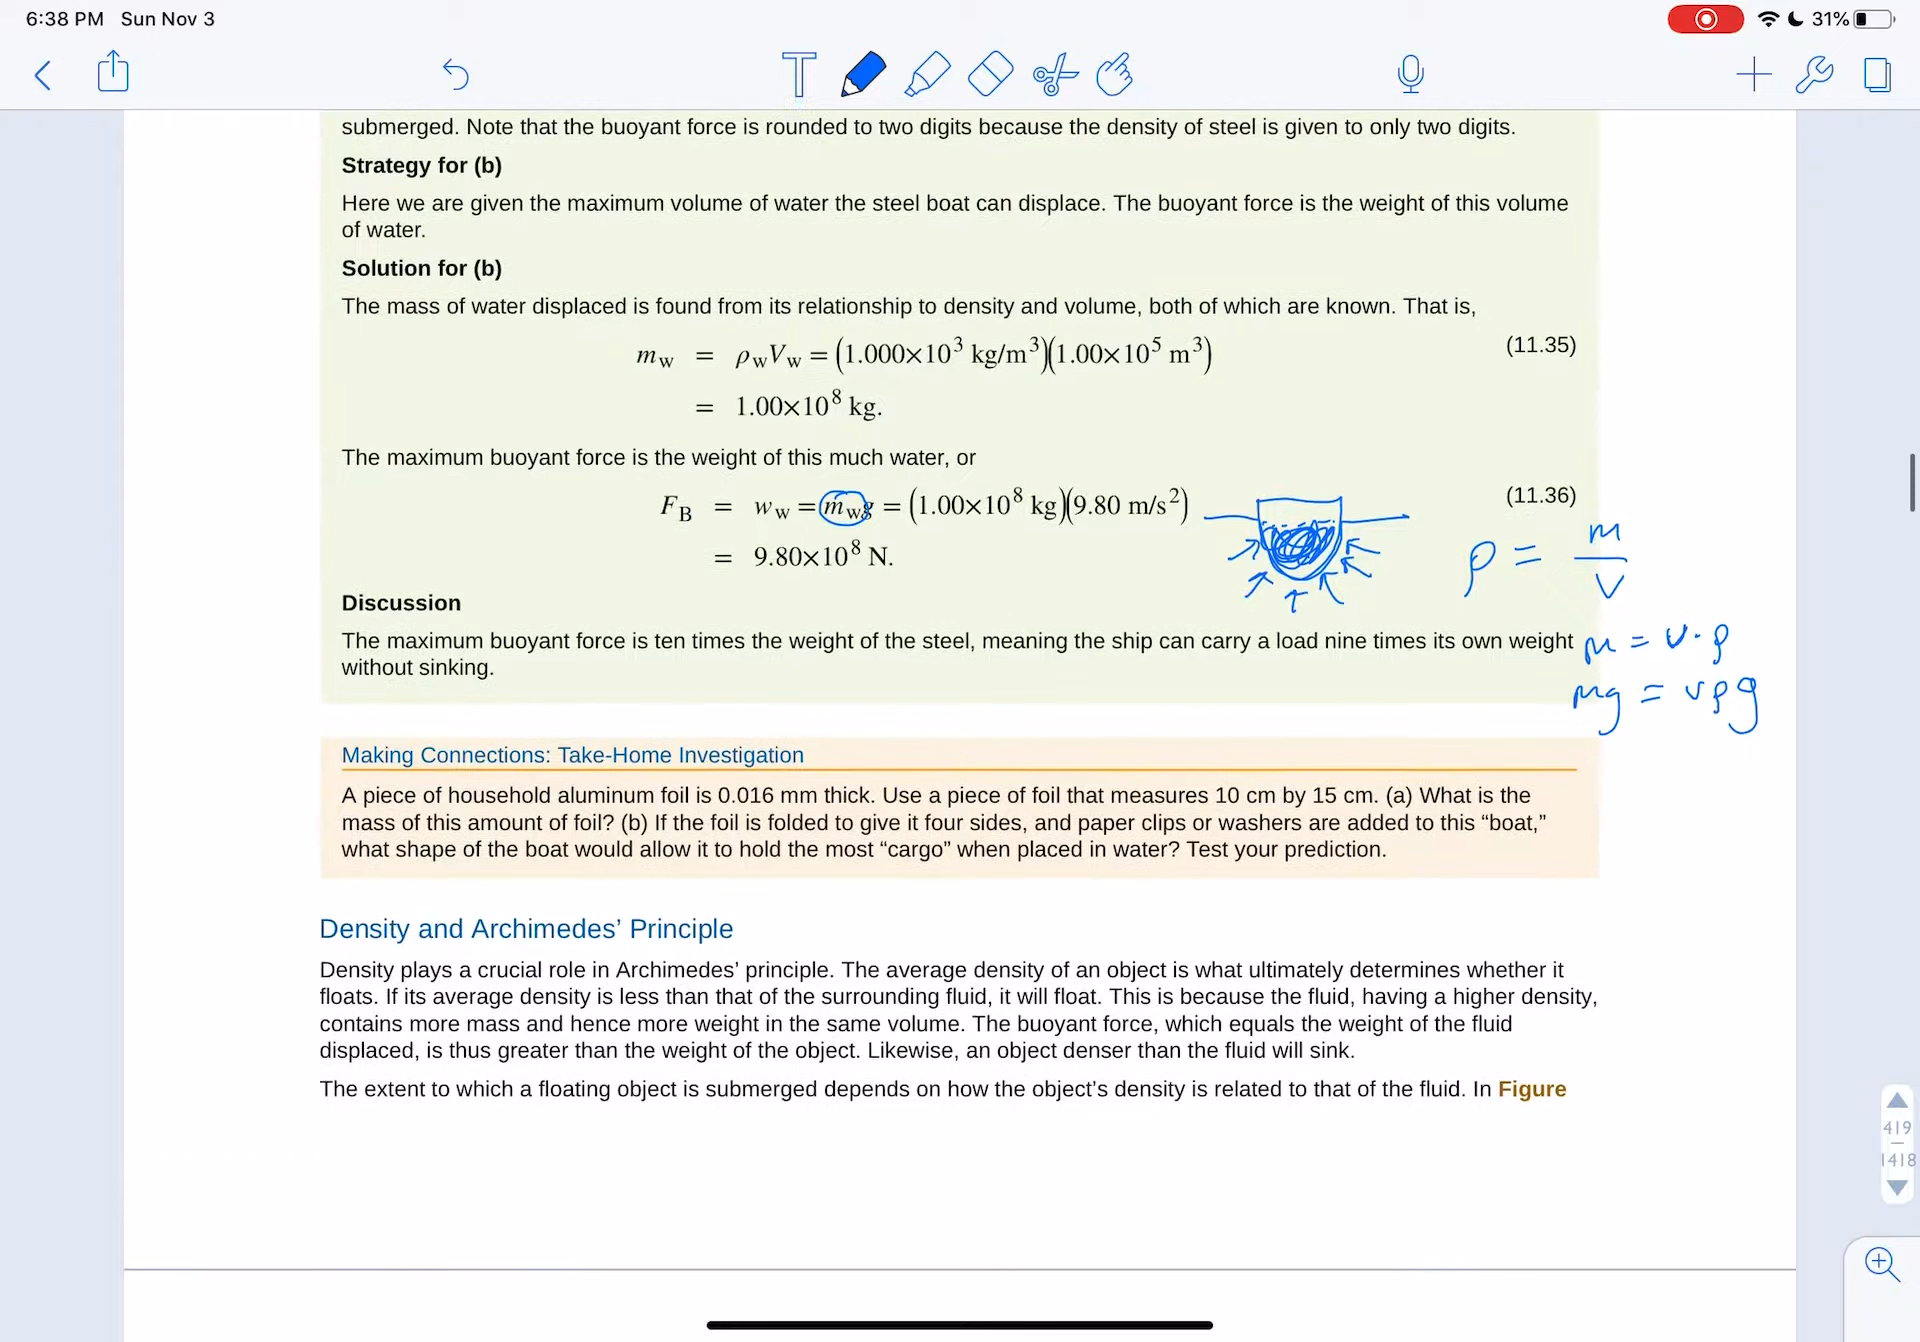 6:38 PM Sun Nov 3
31%
submerged. Note that the buoyant force is rounded to two digits because the density of steel is given to only two digits.
Strategy for (b)
Here we are given the maximum volume of water the steel boat can displace. The buoyant force is the weight of this volume
of water.
Solution for (b)
The mass of water displaced is found from its relationship to density and volume, both of which are known. That is,
m_w = ρ_wV_w = (1.000×10³ kg/m³)(1.00×10⁵ m³) (11.35)
= 1.00×10⁸ kg.
The maximum buoyant force is the weight of this much water, or
F_B = w_w = m_wg = (1.00×10⁸ kg)(9.80 m/s²) (11.36)
= 9.80×10⁸ N.
ρ = m/V
Discussion
The maximum buoyant force is ten times the weight of the steel, meaning the ship can carry a load nine times its own weight
without sinking.
m = v·ρ
mg = vρg
Making Connections: Take-Home Investigation
A piece of household aluminum foil is 0.016 mm thick. Use a piece of foil that measures 10 cm by 15 cm. (a) What is the
mass of this amount of foil? (b) If the foil is folded to give it four sides, and paper clips or washers are added to this “boat,”
what shape of the boat would allow it to hold the most “cargo” when placed in water? Test your prediction.
Density and Archimedes’ Principle
Density plays a crucial role in Archimedes’ principle. The average density of an object is what ultimately determines whether it
floats. If its average density is less than that of the surrounding fluid, it will float. This is because the fluid, having a higher density,
contains more mass and hence more weight in the same volume. The buoyant force, which equals the weight of the fluid
displaced, is thus greater than the weight of the object. Likewise, an object denser than the fluid will sink.
The extent to which a floating object is submerged depends on how the object’s density is related to that of the fluid. In Figure
419
1418